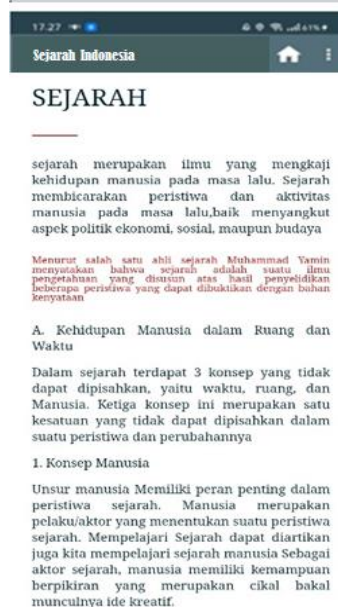 17.27
61%
Sejarah Indonesia
SEJARAH
sejarah merupakan ilmu yang mengkaji
kehidupan manusia pada masa lalu. Sejarah
membicarakan peristiwa dan aktivitas
manusia pada masa lalu,baik menyangkut
aspek politik ekonomi, sosial, maupun budaya
Menurut salah satu ahli sejarah Muhammad Yamin
menyatakan bahwa sejarah adalah suatu ilmu
pengetahuan yang disusun atas hasil penyelidikan
beberapa peristiwa yang dapat dibuktikan dengan bahan
kenyataan
A. Kehidupan Manusia dalam Ruang dan
Waktu
Dalam sejarah terdapat 3 konsep yang tidak
dapat dipisahkan, yaitu waktu, ruang, dan
Manusia. Ketiga konsep ini merupakan satu
kesatuan yang tidak dapat dipisahkan dalam
suatu peristiwa dan perubahannya
1. Konsep Manusia
Unsur manusia Memiliki peran penting dalam
peristiwa sejarah. Manusia merupakan
pelaku/aktor yang menentukan suatu peristiwa
sejarah. Mempelajari Sejarah dapat diartikan
juga kita mempelajari sejarah manusia Sebagai
aktor sejarah, manusia memiliki kemampuan
berpikiran yang merupakan cikal bakal
munculnya ide kreatif.